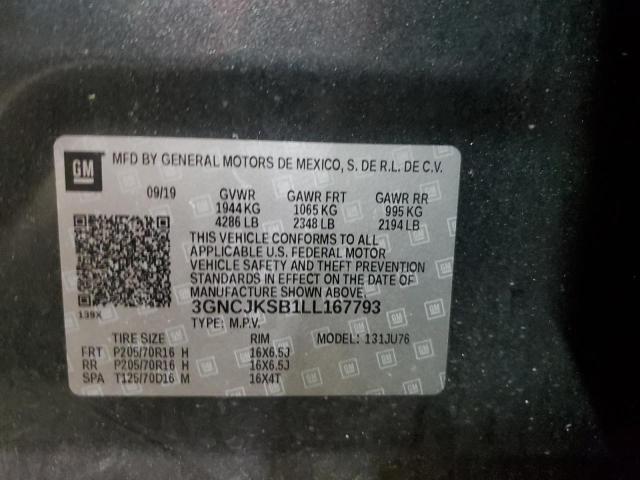 GM MFD BY GENERAL MOTORS DE MEXICO, S. DE R.L. DE C.V.
09/19 GVWR GAWR FRT GAWR RR
1944 KG 1065 KG 995 KG
4286 LB 2348 LB 2194 LB
THIS VEHICLE CONFORMS TO ALL
APPLICABLE U.S. FEDERAL MOTOR
VEHICLE SAFETY AND THEFT PREVENTION
STANDARDS IN EFFECT ON THE DATE OF
MANUFACTURE SHOWN ABOVE.
3GNCJKSB1LL167793
139X TYPE: M.P.V.
TIRE SIZE RIM MODEL: 131JU76
FRT P205/70R16 H 16X6.5J
RR P205/70R16 H 16X6.5J
SPA T125/70D16 M 16X4T